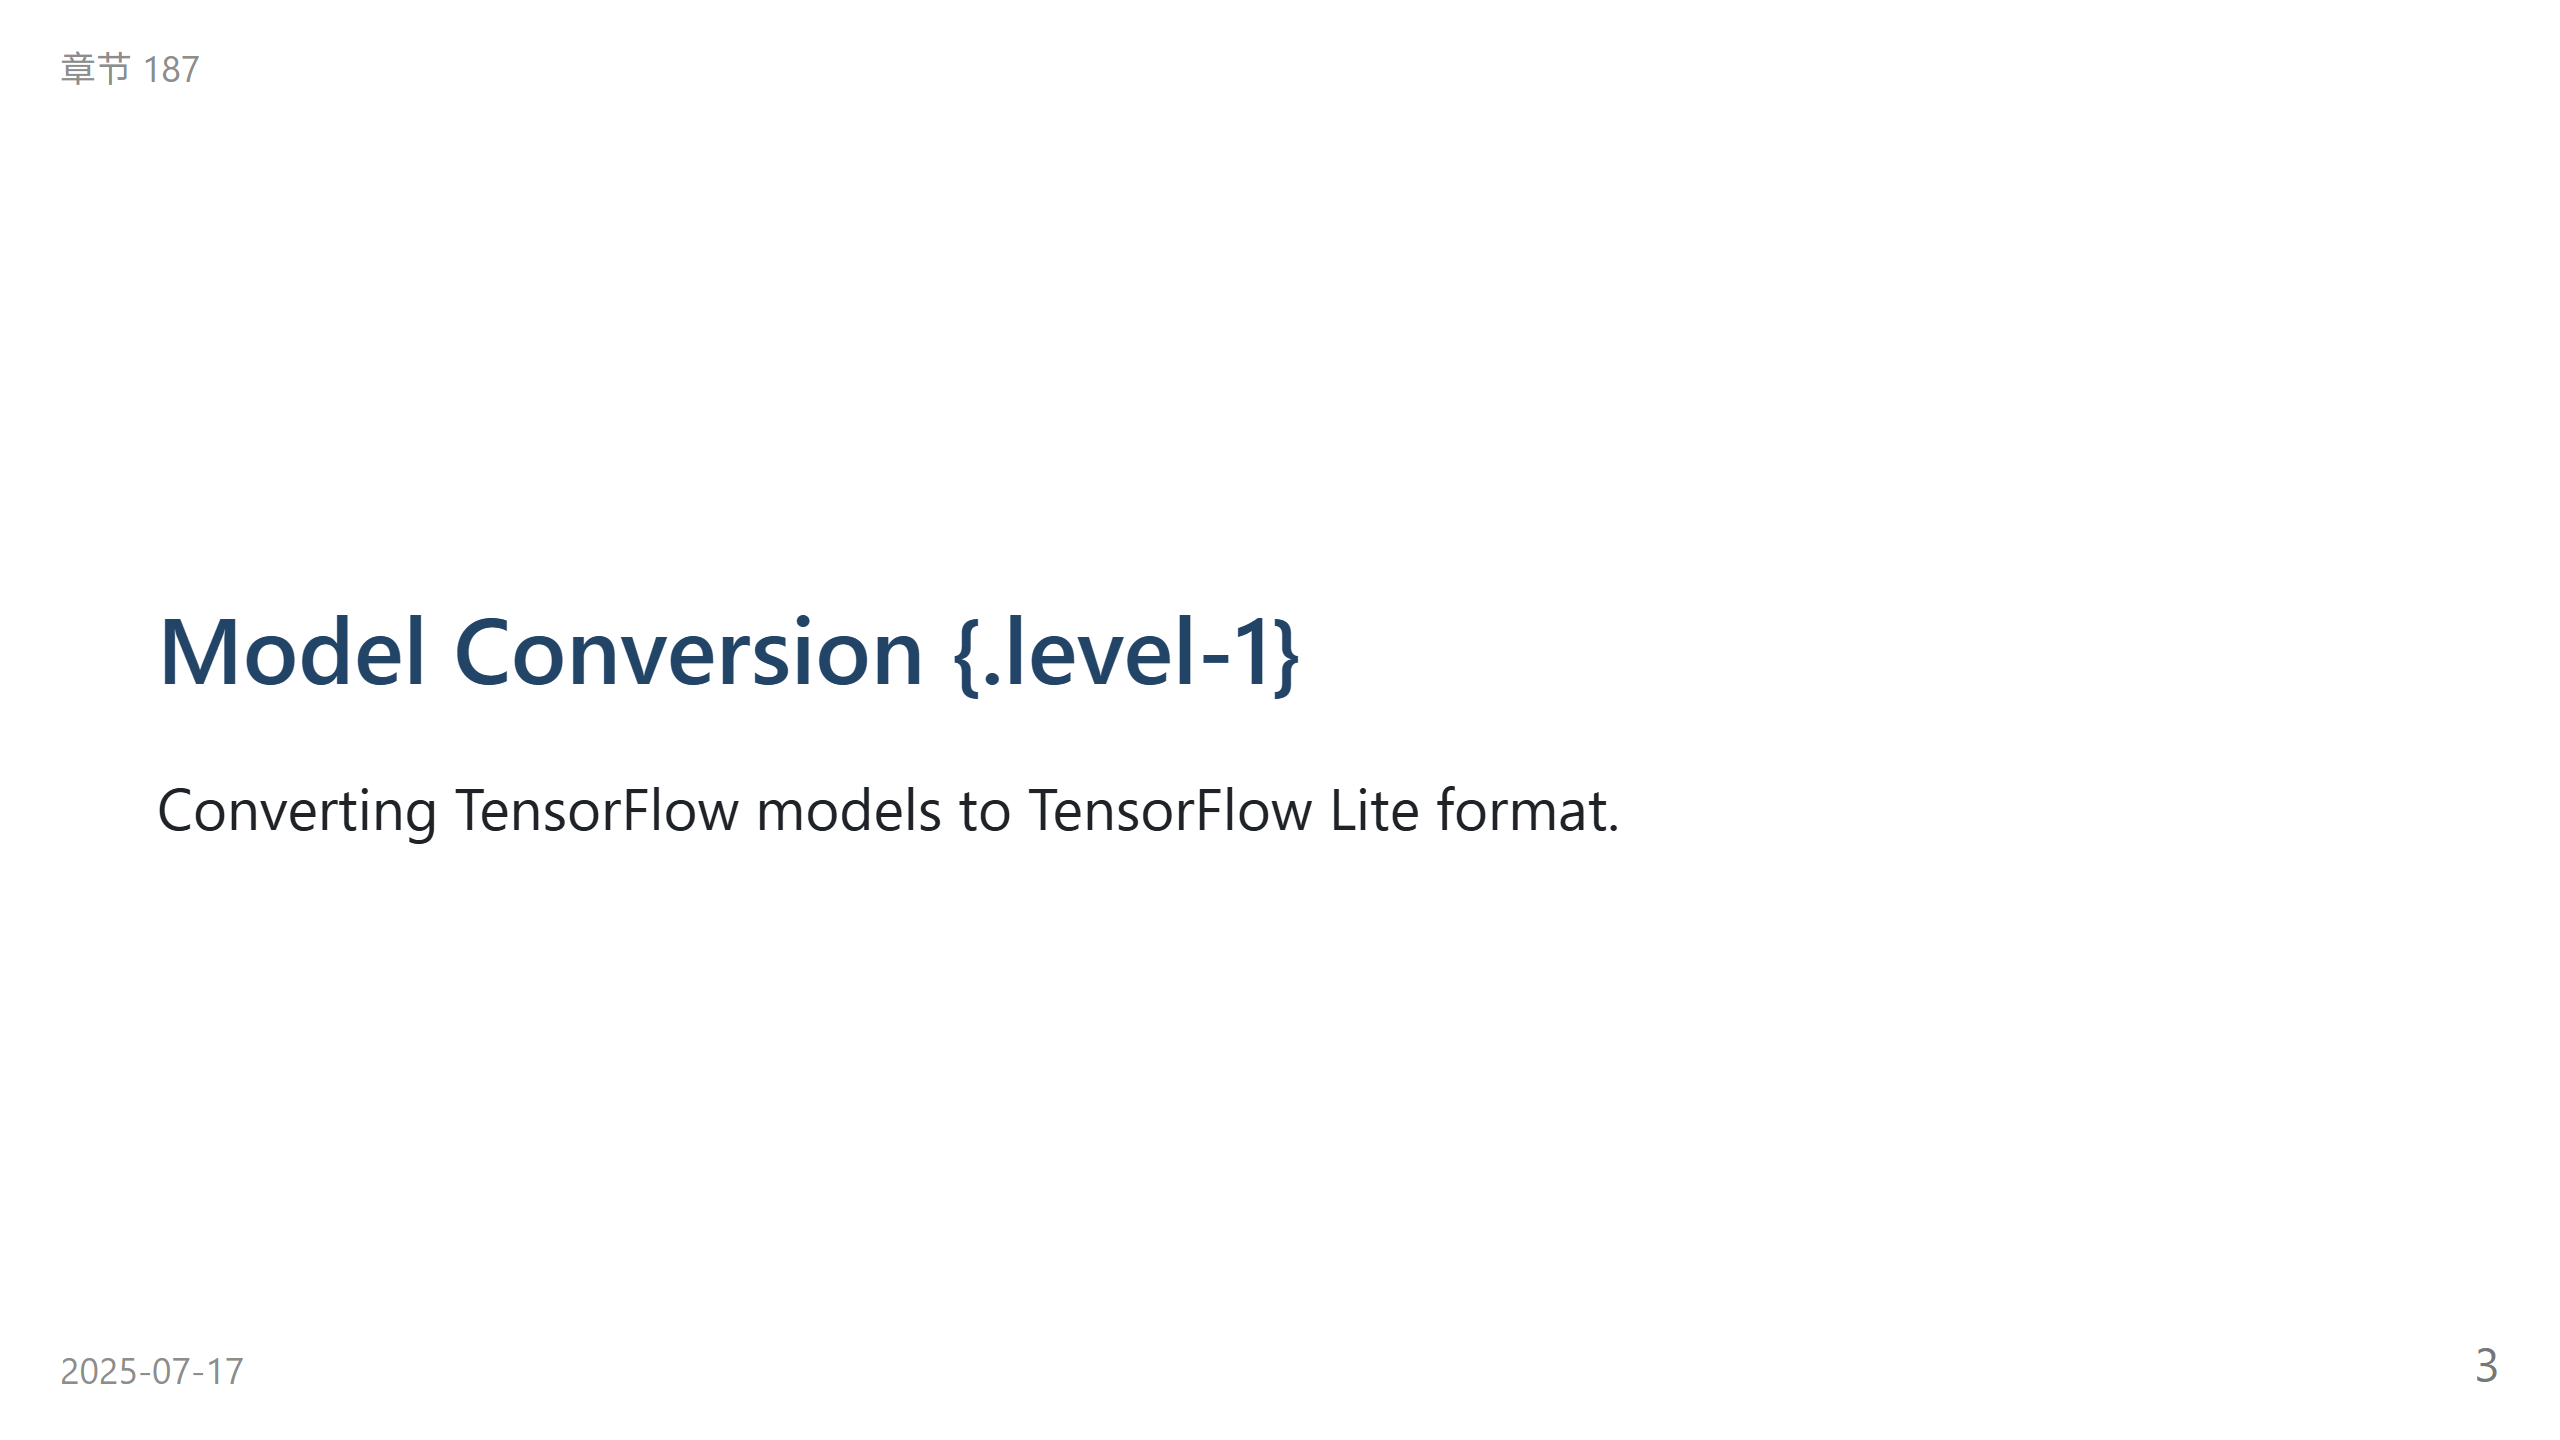 章节 187
Model Conversion {.level-1}
Converting TensorFlow models to TensorFlow Lite format.
2025-07-17
3